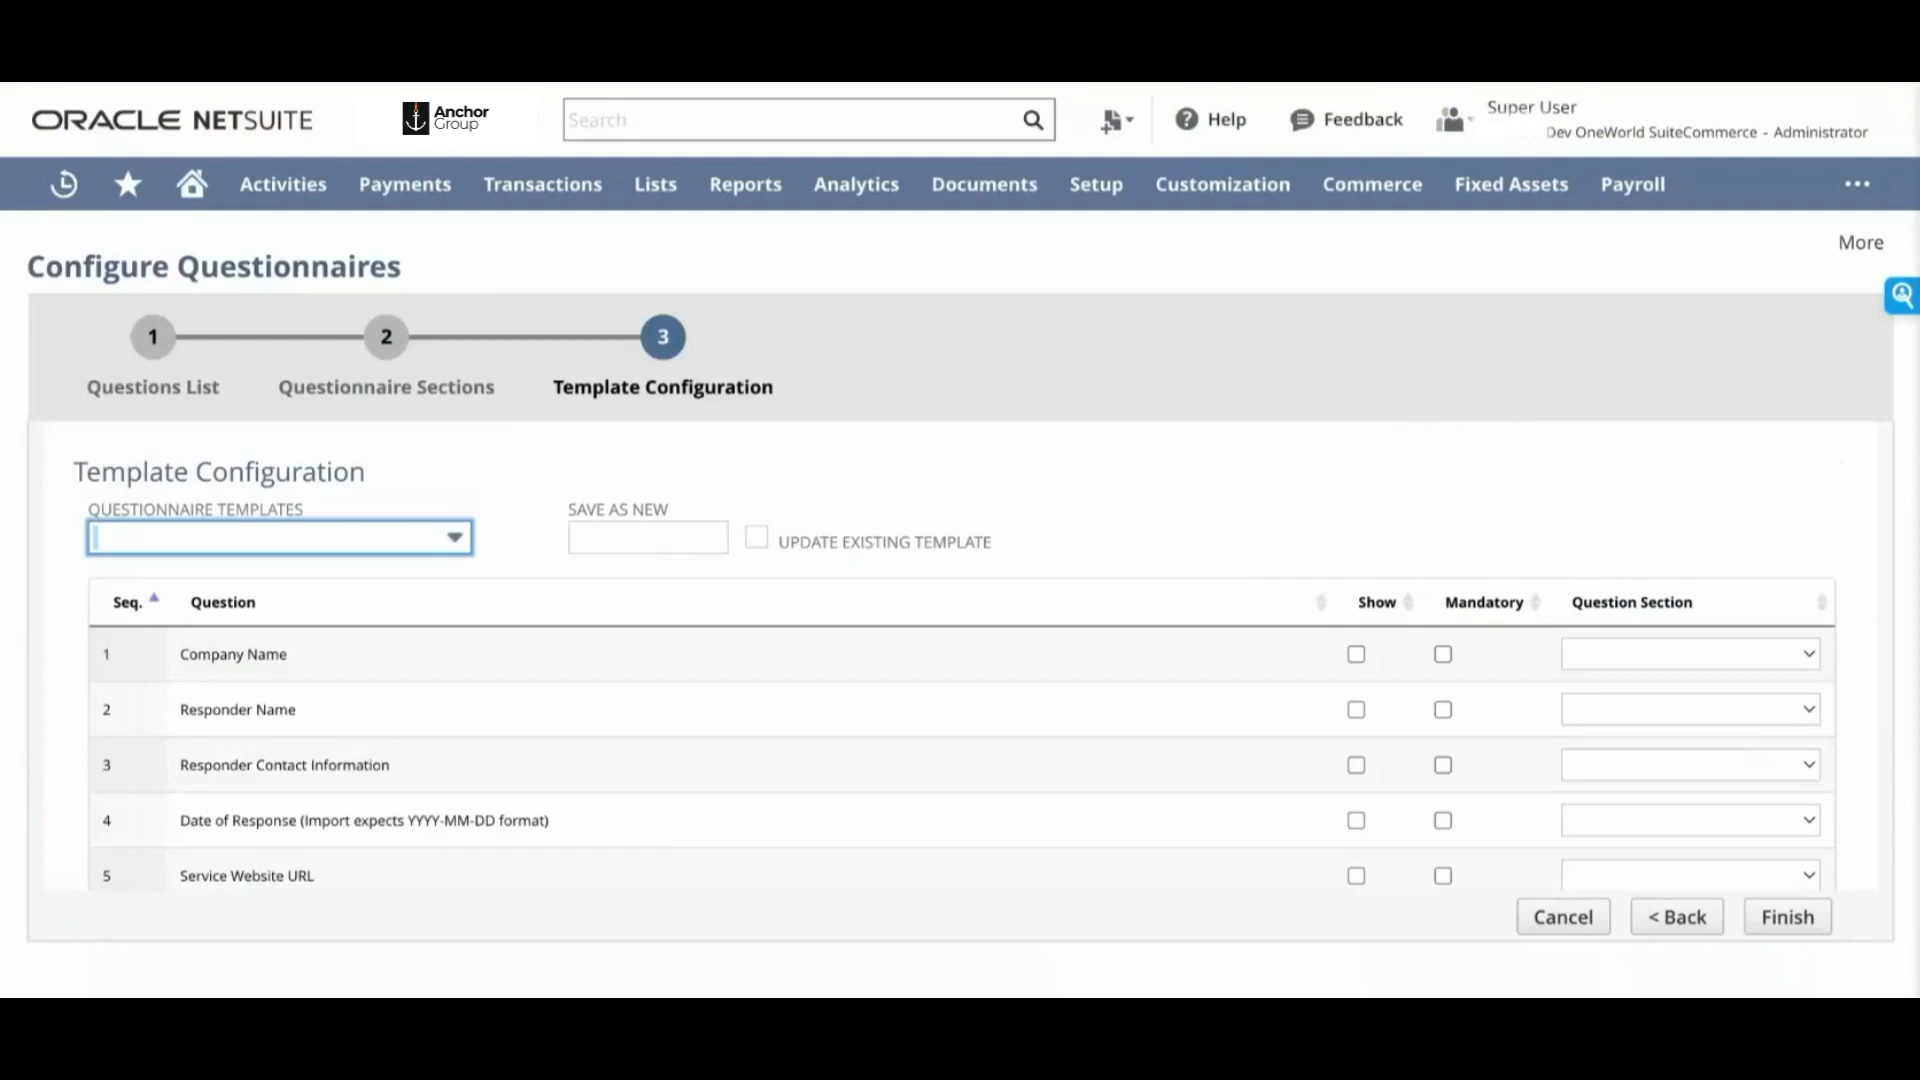 ORACLE NETSUITE
Anchor
Group
Search
Help
Feedback
Super User
Dev OneWorld SuiteCommerce - Administrator
Activities Payments Transactions Lists Reports Analytics Documents Setup Customization Commerce Fixed Assets Payroll
More
Configure Questionnaires
1 2 3
Questions List Questionnaire Sections Template Configuration
Template Configuration
QUESTIONNAIRE TEMPLATES SAVE AS NEW
UPDATE EXISTING TEMPLATE
Seq. Question Show Mandatory Question Section
1 Company Name
2 Responder Name
3 Responder Contact Information
4 Date of Response (Import expects YYYY-MM-DD format)
5 Service Website URL
Cancel < Back Finish